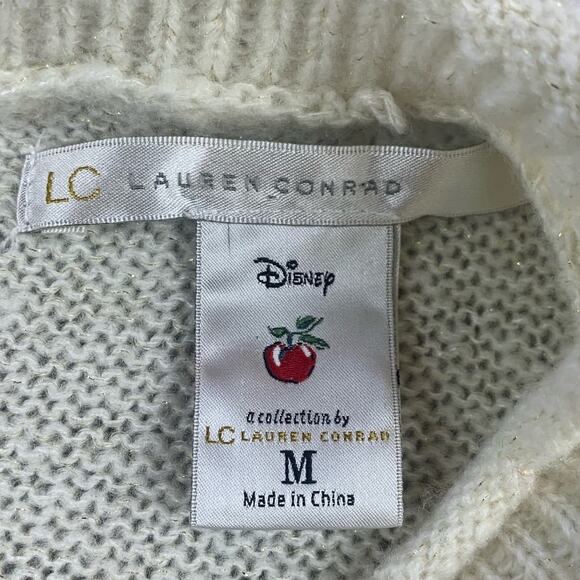 LC LAUREN CONRAD
Disney
a collection by
LC LAUREN CONRAD
M
Made in China